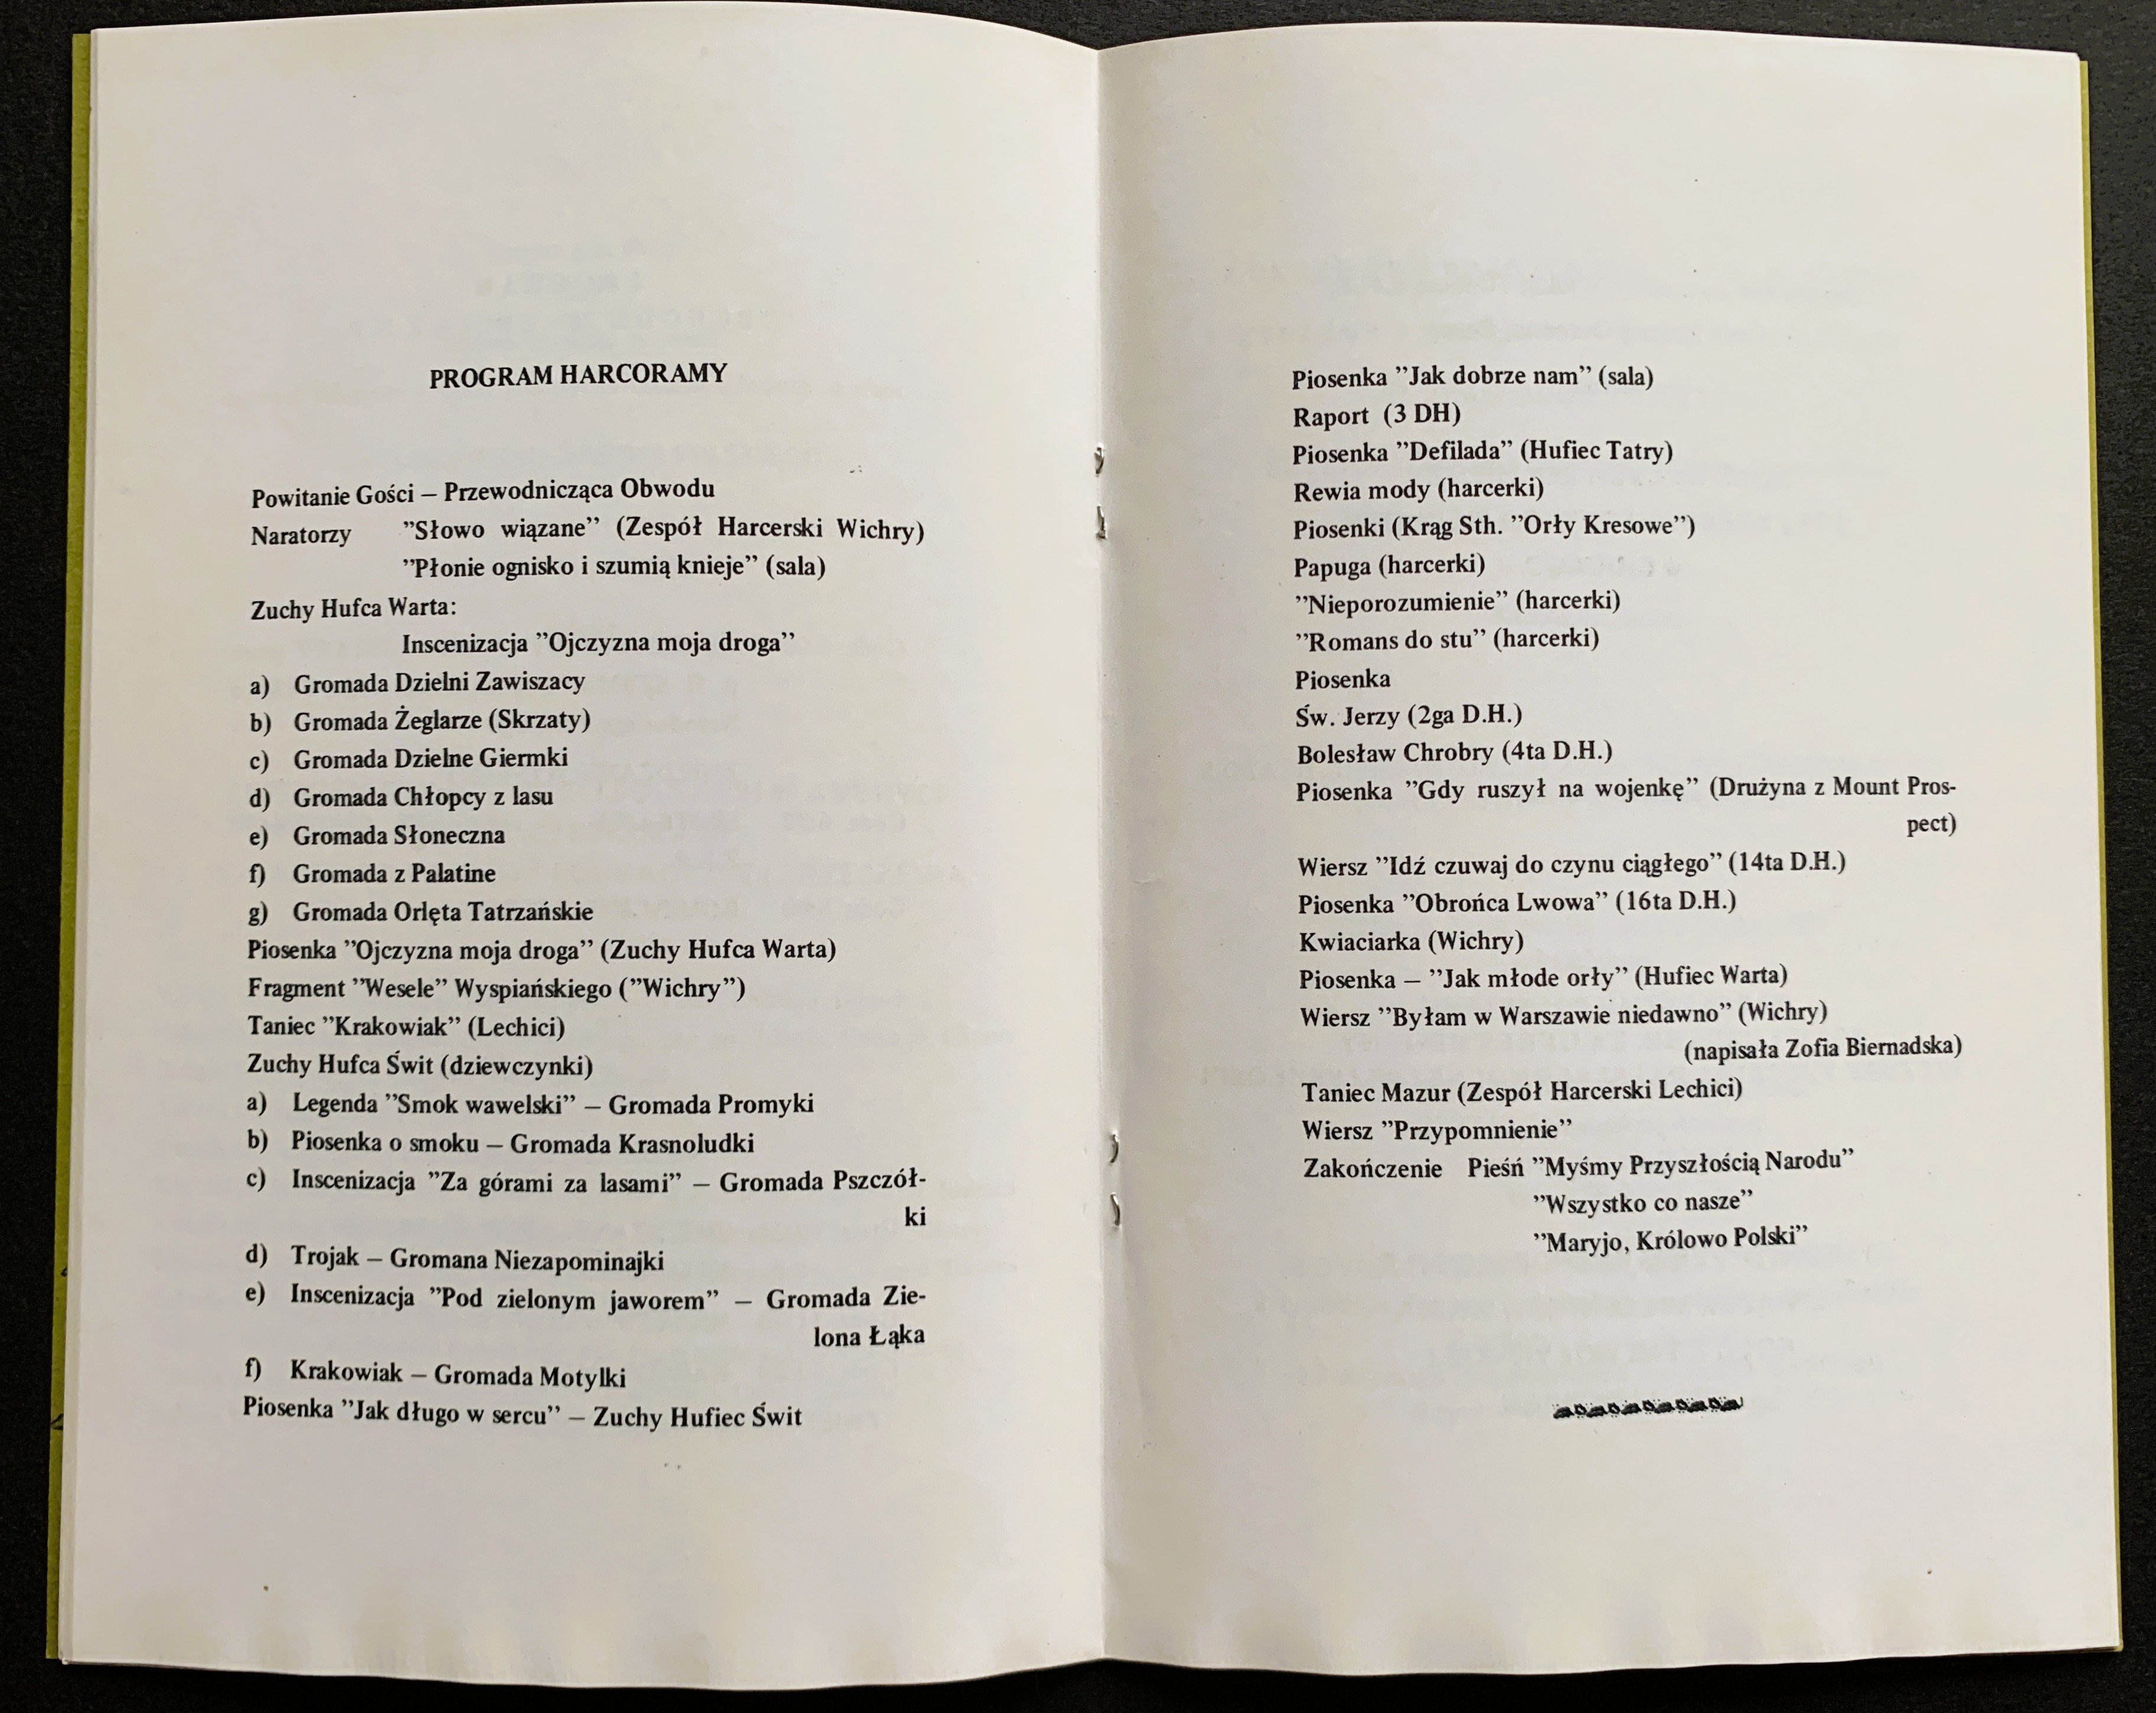 PROGRAM HARCORAMY
Powitanie Gości – Przewodnicząca Obwodu
Naratorzy ”Słowo wiązane” (Zespół Harcerski Wichry)
”Płonie ognisko i szumią knieje” (sala)
Zuchy Hufca Warta:
Inscenizacja ”Ojczyzna moja droga”
a) Gromada Dzielni Zawiszacy
b) Gromada Żeglarze (Skrzaty)
c) Gromada Dzielne Giermki
d) Gromada Chłopcy z lasu
e) Gromada Słoneczna
f) Gromada z Palatine
g) Gromada Orlęta Tatrzańskie
Piosenka ”Ojczyzna moja droga” (Zuchy Hufca Warta)
Fragment ”Wesele” Wyspiańskiego (”Wichry”)
Taniec ”Krakowiak” (Lechici)
Zuchy Hufca Świt (dziewczynki)
a) Legenda ”Smok wawelski” – Gromada Promyki
b) Piosenka o smoku – Gromada Krasnoludki
c) Inscenizacja ”Za górami za lasami” – Gromada Pszczół-
ki
d) Trojak – Gromana Niezapominajki
e) Inscenizacja ”Pod zielonym jaworem” – Gromada Zie-
lona Łąka
f) Krakowiak – Gromada Motylki
Piosenka ”Jak długo w sercu” – Zuchy Hufiec Świt
Piosenka ”Jak dobrze nam” (sala)
Raport (3 DH)
Piosenka ”Defilada” (Hufiec Tatry)
Rewia mody (harcerki)
Piosenki (Krąg Sth. ”Orły Kresowe”)
Papuga (harcerki)
”Nieporozumienie” (harcerki)
”Romans do stu” (harcerki)
Piosenka
Św. Jerzy (2ga D.H.)
Bolesław Chrobry (4ta D.H.)
Piosenka ”Gdy ruszył na wojenkę” (Drużyna z Mount Pros-
pect)
Wiersz ”Idź czuwaj do czynu ciągłego” (14ta D.H.)
Piosenka ”Obrońca Lwowa” (16ta D.H.)
Kwiaciarka (Wichry)
Piosenka – ”Jak młode orły” (Hufiec Warta)
Wiersz ”Byłam w Warszawie niedawno” (Wichry)
(napisała Zofia Biernadska)
Taniec Mazur (Zespół Harcerski Lechici)
Wiersz ”Przypomnienie”
Zakończenie Pieśń ”Myśmy Przyszłością Narodu”
”Wszystko co nasze”
”Maryjo, Królowo Polski”